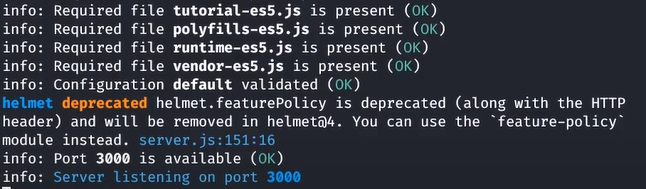 info: Required file tutorial-es5.js is present (OK)
info: Required file polyfills-es5.js is present (OK)
info: Required file runtime-es5.js is present (OK)
info: Required file vendor-es5.js is present (OK)
info: Configuration default validated (OK)
helmet deprecated helmet.featurePolicy is deprecated (along with the HTTP
header) and will be removed in helmet@4. You can use the `feature-policy`
module instead. server.js:151:16
info: Port 3000 is available (OK)
info: Server listening on port 3000